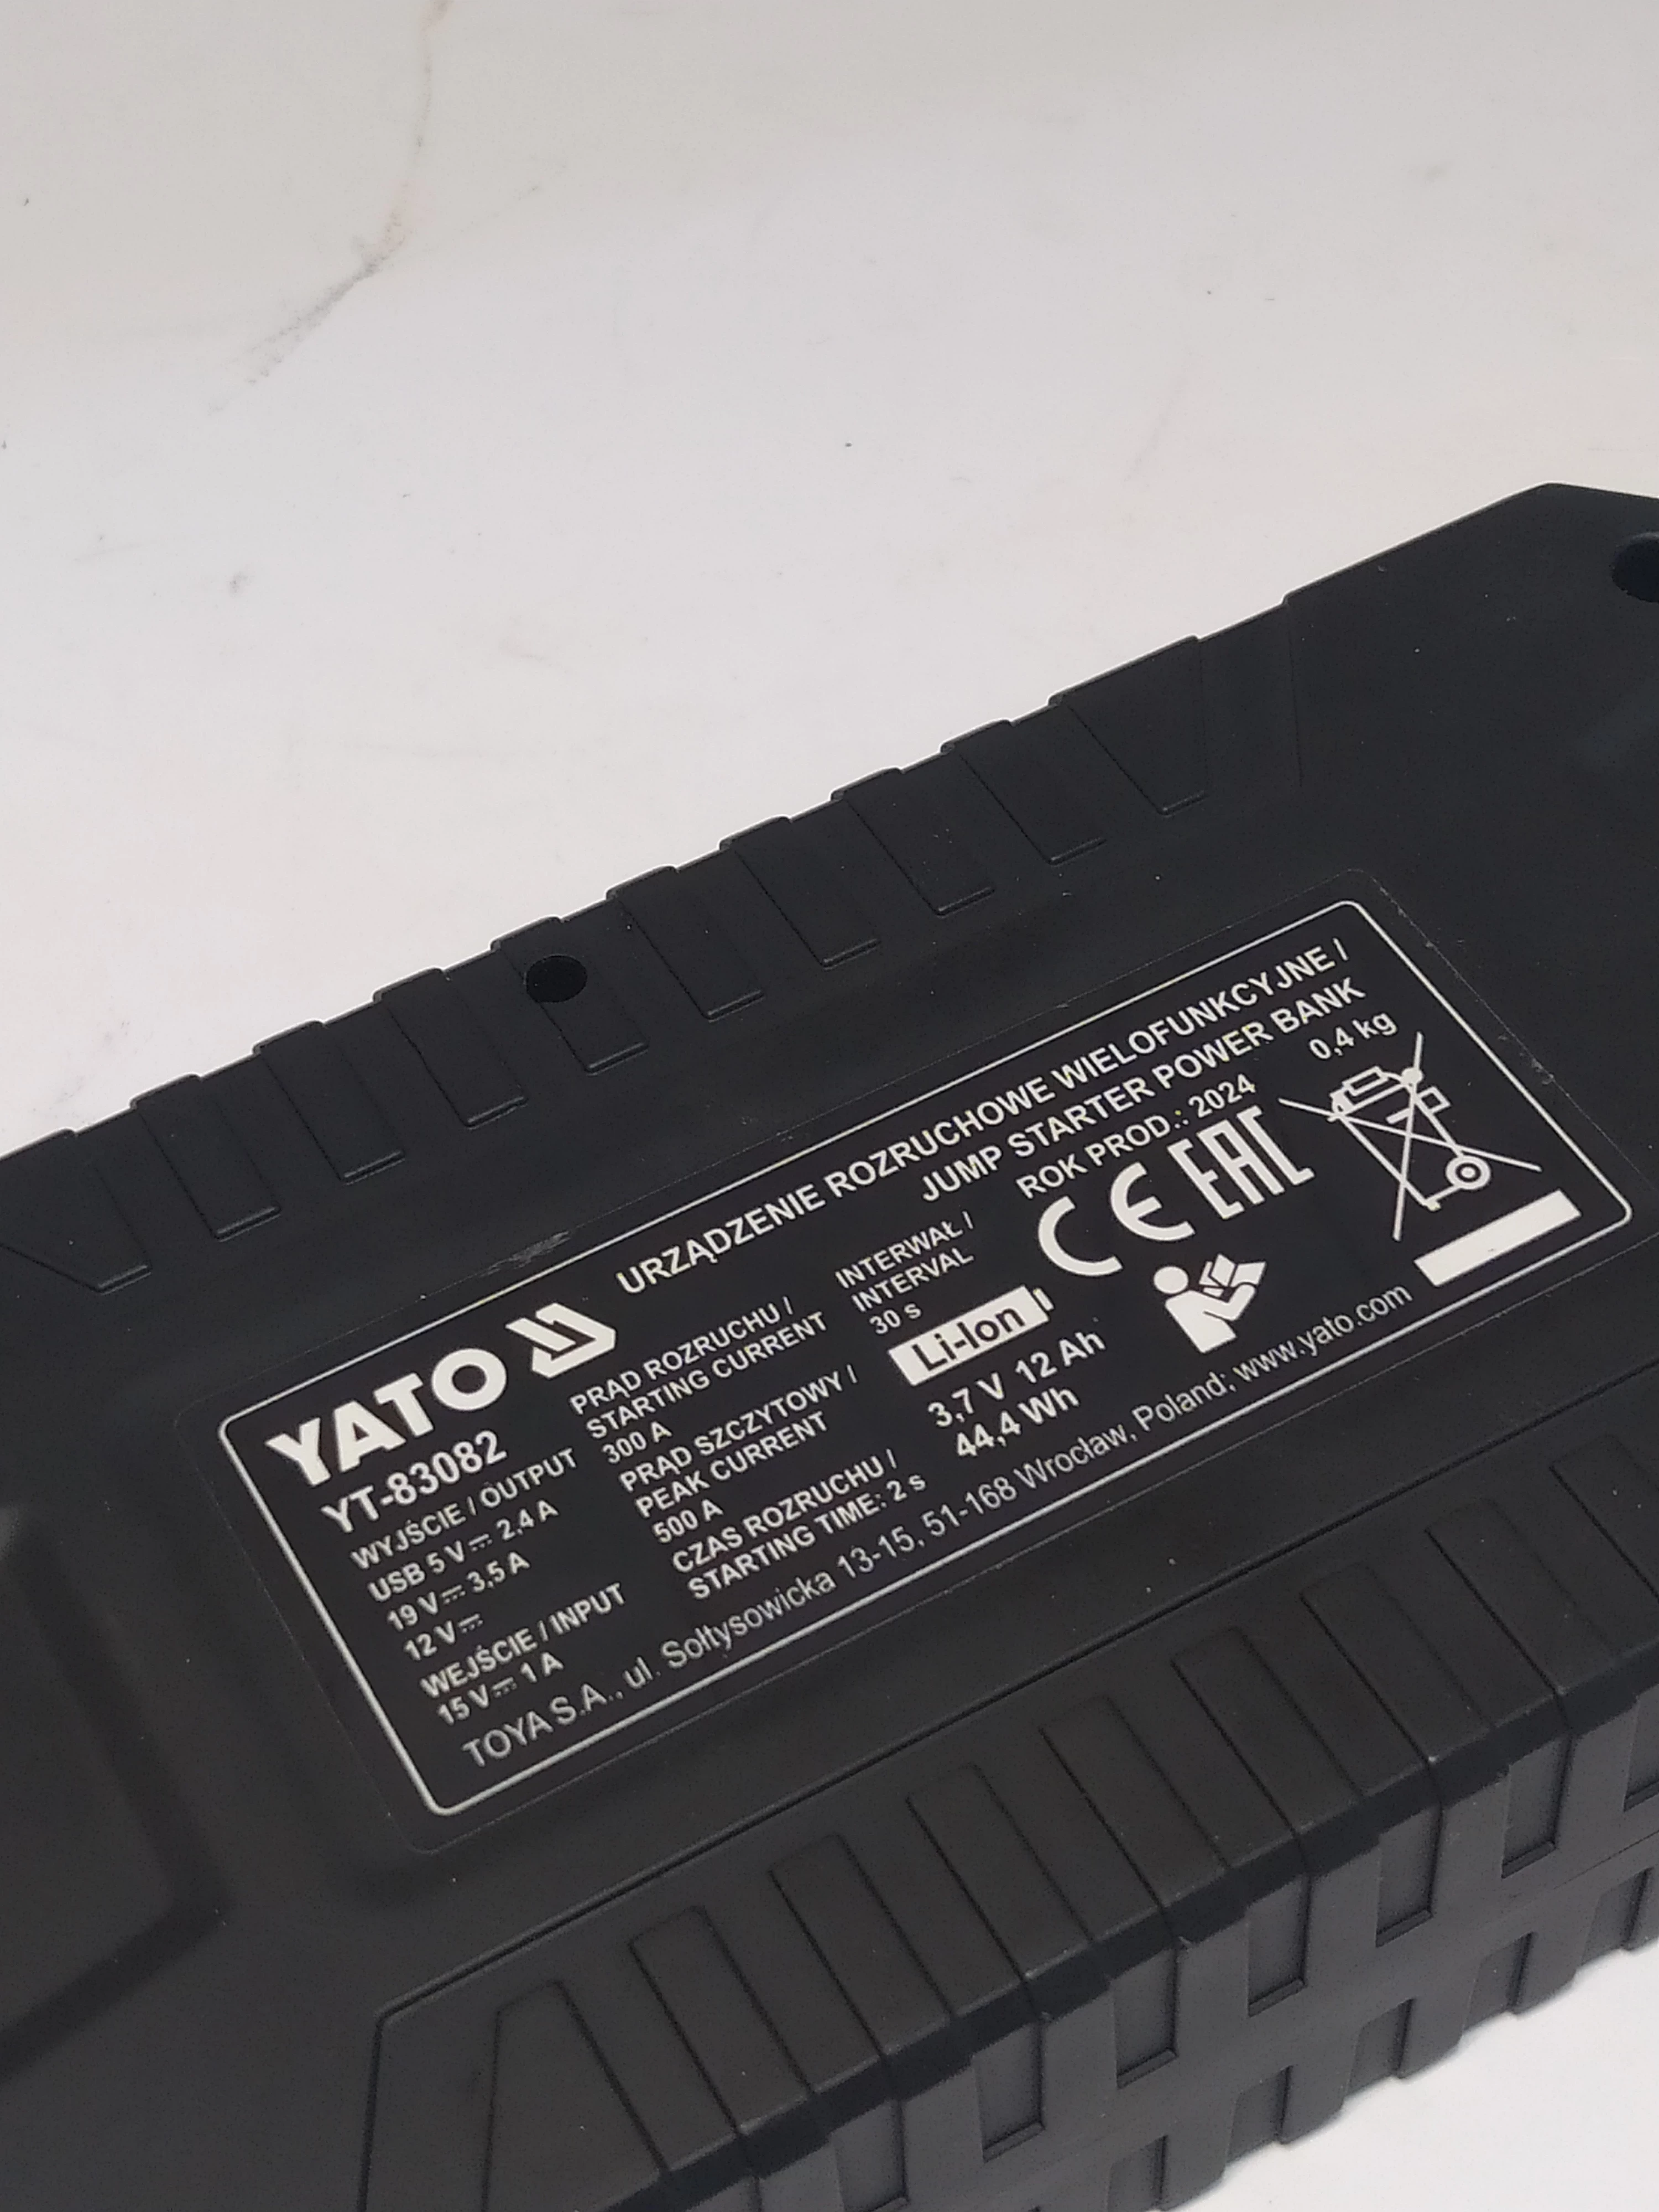 URZĄDZENIE ROZRUCHOWE WIELOFUNKCYJNE /
JUMP STARTER POWER BANK
ROK PROD.: 2024
0,4 kg
YATO
YT-83082
WYJŚCIE / OUTPUT
USB 5 V⎓ 2,4 A
19 V⎓ 3,5 A
12 V⎓
WEJŚCIE / INPUT
15 V⎓ 1 A
PRĄD ROZRUCHU /
STARTING CURRENT
300 A
PRĄD SZCZYTOWY /
PEAK CURRENT
500 A
CZAS ROZRUCHU /
STARTING TIME: 2 s
INTERWAŁ /
INTERVAL
30 s
Li-Ion
3,7 V 12 Ah
44,4 Wh
CE EAC
TOYA S.A., ul. Sołtysowicka 13-15, 51-168 Wrocław, Poland; www.yato.com